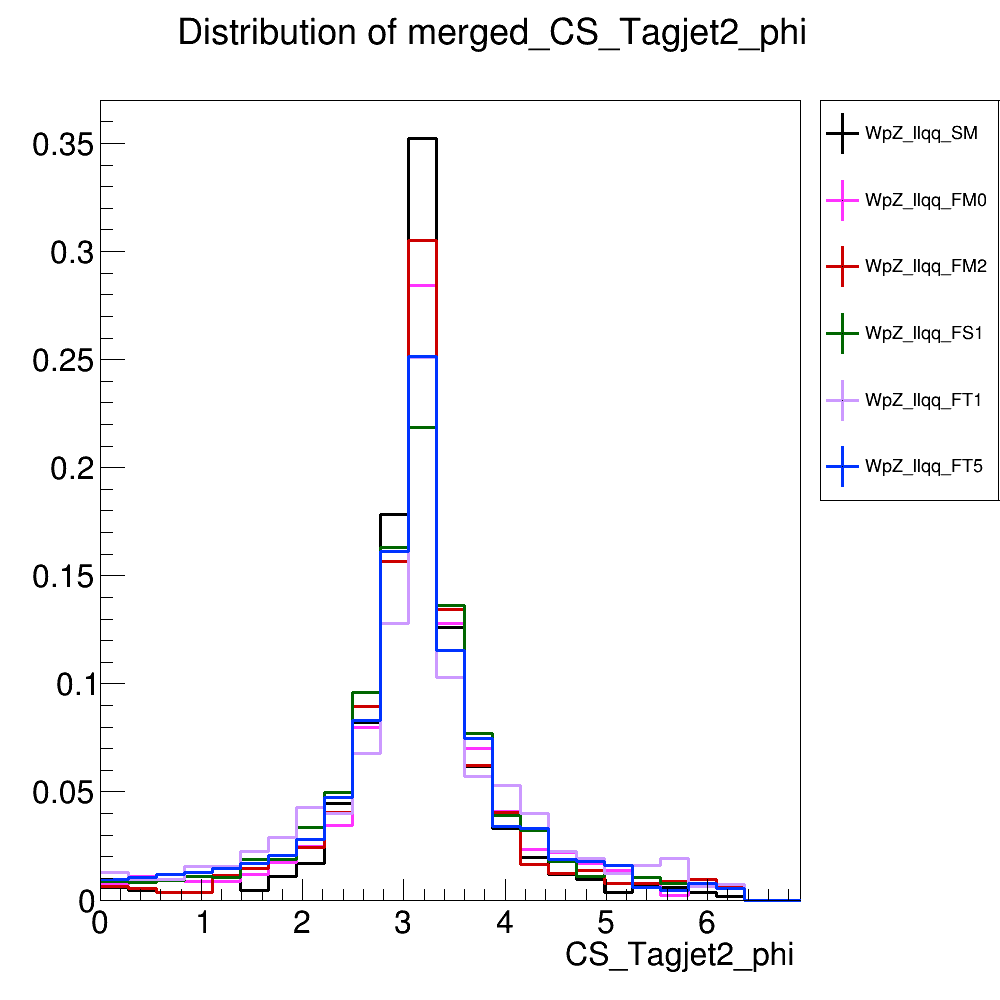 Distribution of merged_CS_Tagjet2_phi
WpZ_llqq_SM
WpZ_llqq_FM0
WpZ_llqq_FM2
WpZ_llqq_FS1
WpZ_llqq_FT1
WpZ_llqq_FT5
0.35
0.3
0.25
0.2
0.15
0.1
0.05
0
0 1 2 3 4 5 6
CS_Tagjet2_phi